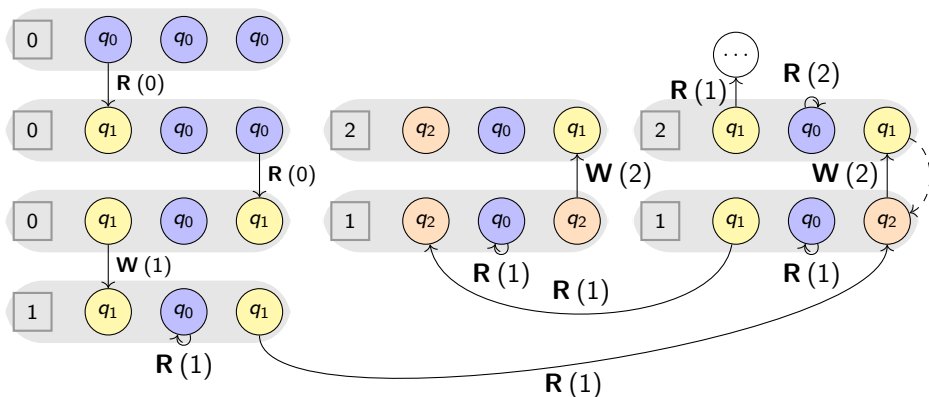 0 q0 q0 q0
R (0)
0 q1 q0 q0
R (0)
0 q1 q0 q1
W (1)
1 q1 q0 q1
R (1)
R (1)
2 q2 q0 q1
W (2)
1 q2 q0 q2
R (1)
R (1)
...
R (1)
R (2)
2 q1 q0 q1
W (2)
1 q1 q0 q2
R (1)